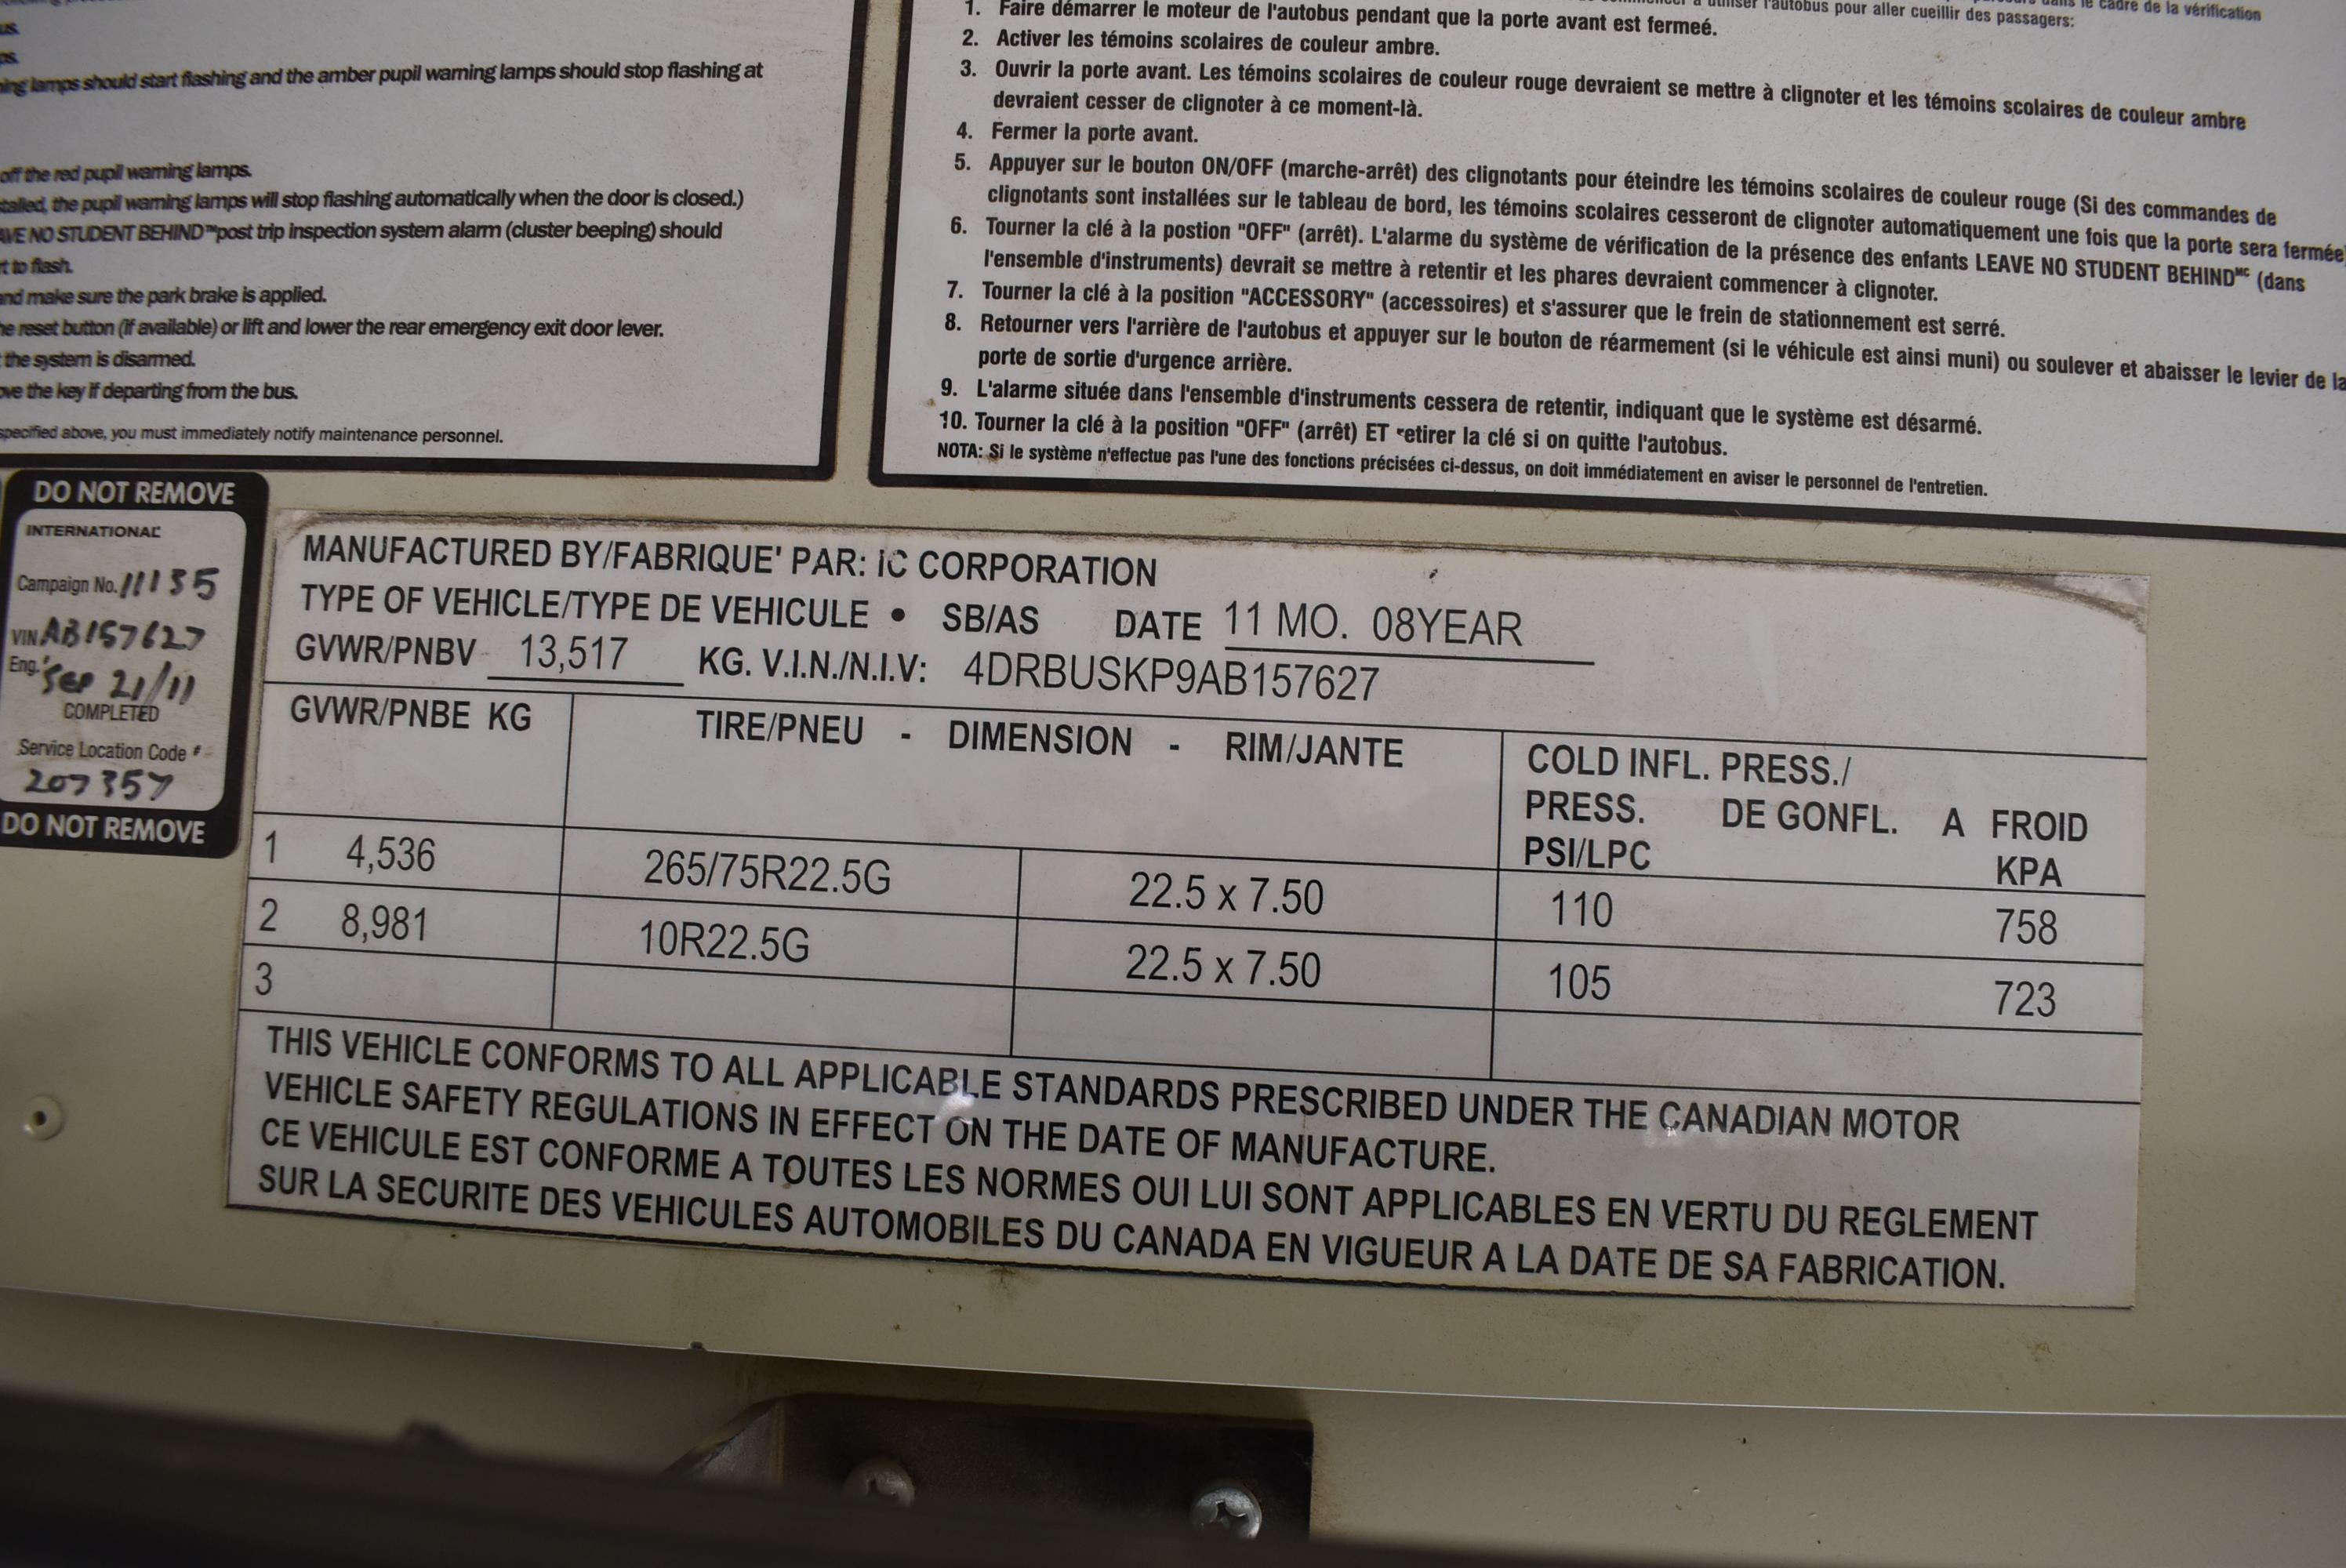 us.
ps.
ning lamps should start flashing and the amber pupil warning lamps should stop flashing at
off the red pupil warning lamps.
stalled, the pupil warning lamps will stop flashing automatically when the door is closed.)
AVE NO STUDENT BEHIND™ post trip inspection system alarm (cluster beeping) should
rt to flash.
and make sure the park brake is applied.
he reset button (if available) or lift and lower the rear emergency exit door lever.
the system is disarmed.
ove the key if departing from the bus.
specified above, you must immediately notify maintenance personnel.
utiliser l'autobus pour aller cueillir des passagers:
dans le cadre de la vérification
1. Faire démarrer le moteur de l'autobus pendant que la porte avant est fermeé.
2. Activer les témoins scolaires de couleur ambre.
3. Ouvrir la porte avant. Les témoins scolaires de couleur rouge devraient se mettre à clignoter et les témoins scolaires de couleur ambre
devraient cesser de clignoter à ce moment-là.
4. Fermer la porte avant.
5. Appuyer sur le bouton ON/OFF (marche-arrêt) des clignotants pour éteindre les témoins scolaires de couleur rouge (Si des commandes de
clignotants sont installées sur le tableau de bord, les témoins scolaires cesseront de clignoter automatiquement une fois que la porte sera fermée)
6. Tourner la clé à la postion "OFF" (arrêt). L'alarme du système de vérification de la présence des enfants LEAVE NO STUDENT BEHINDᴹᶜ (dans
l'ensemble d'instruments) devrait se mettre à retentir et les phares devraient commencer à clignoter.
7. Tourner la clé à la position "ACCESSORY" (accessoires) et s'assurer que le frein de stationnement est serré.
8. Retourner vers l'arrière de l'autobus et appuyer sur le bouton de réarmement (si le véhicule est ainsi muni) ou soulever et abaisser le levier de la
porte de sortie d'urgence arrière.
9. L'alarme située dans l'ensemble d'instruments cessera de retentir, indiquant que le système est désarmé.
10. Tourner la clé à la position "OFF" (arrêt) ET retirer la clé si on quitte l'autobus.
NOTA: Si le système n'effectue pas l'une des fonctions précisées ci-dessus, on doit immédiatement en aviser le personnel de l'entretien.
DO NOT REMOVE
INTERNATIONAL
Campaign No. 11135
VIN AB157627
Eng. Sep 21/11
COMPLETED
Service Location Code #
207357
DO NOT REMOVE
MANUFACTURED BY/FABRIQUE' PAR: IC CORPORATION
TYPE OF VEHICLE/TYPE DE VEHICULE • SB/AS DATE 11 MO. 08YEAR
GVWR/PNBV 13,517 KG. V.I.N./N.I.V: 4DRBUSKP9AB157627
GVWR/PNBE KG TIRE/PNEU - DIMENSION - RIM/JANTE COLD INFL. PRESS./
PRESS. DE GONFL. A FROID
PSI/LPC KPA
1 4,536 265/75R22.5G 22.5 x 7.50 110 758
2 8,981 10R22.5G 22.5 x 7.50 105 723
3
THIS VEHICLE CONFORMS TO ALL APPLICABLE STANDARDS PRESCRIBED UNDER THE CANADIAN MOTOR
VEHICLE SAFETY REGULATIONS IN EFFECT ON THE DATE OF MANUFACTURE.
CE VEHICULE EST CONFORME A TOUTES LES NORMES OUI LUI SONT APPLICABLES EN VERTU DU REGLEMENT
SUR LA SECURITE DES VEHICULES AUTOMOBILES DU CANADA EN VIGUEUR A LA DATE DE SA FABRICATION.